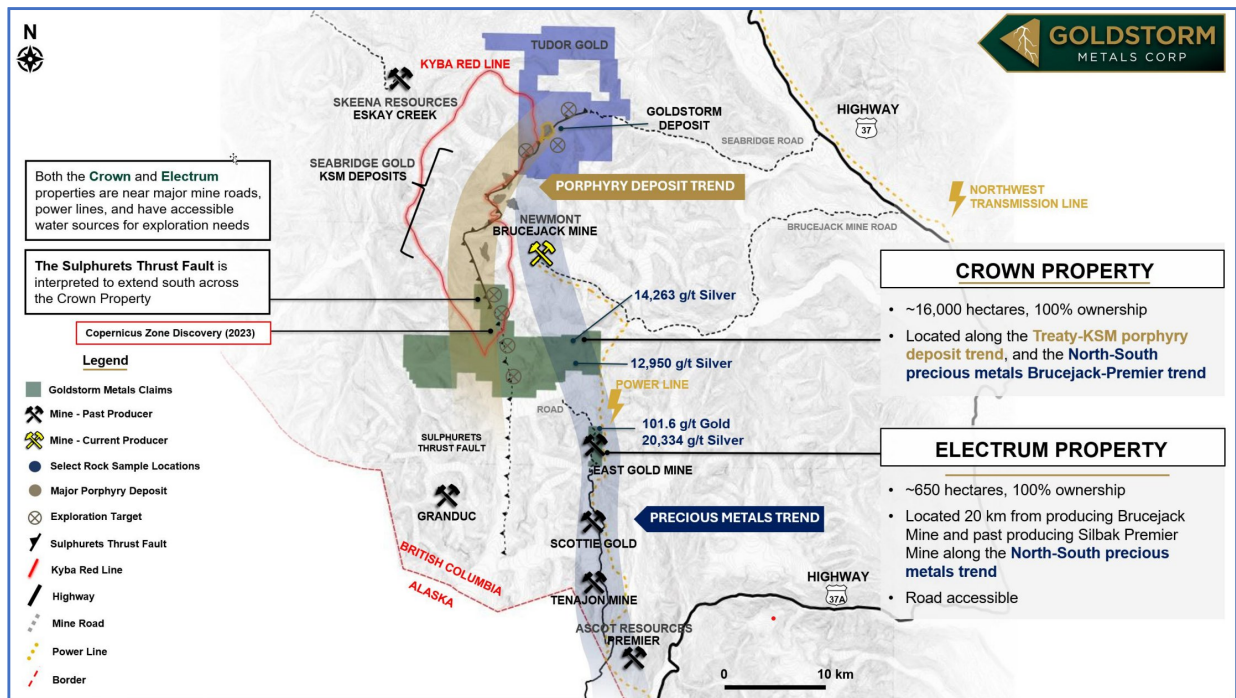 N
TUDOR GOLD
GOLDSTORM
METALS CORP
KYBA RED LINE
SKEENA RESOURCES
ESKAY CREEK
GOLDSTORM
DEPOSIT
HIGHWAY
37
SEABRIDGE ROAD
SEABRIDGE GOLD
KSM DEPOSITS
Both the Crown and Electrum
properties are near major mine roads,
power lines, and have accessible
water sources for exploration needs
PORPHYRY DEPOSIT TREND
NORTHWEST
TRANSMISSION LINE
NEWMONT
BRUCEJACK MINE
BRUCEJACK MINE ROAD
The Sulphurets Thrust Fault is
interpreted to extend south across
the Crown Property
CROWN PROPERTY
• ~16,000 hectares, 100% ownership
• Located along the Treaty-KSM porphyry
deposit trend, and the North-South
precious metals Brucejack-Premier trend
14,263 g/t Silver
Copernicus Zone Discovery (2023)
12,950 g/t Silver
POWER LINE
ROAD
101.6 g/t Gold
20,334 g/t Silver
SULPHURETS
THRUST FAULT
EAST GOLD MINE
ELECTRUM PROPERTY
• ~650 hectares, 100% ownership
• Located 20 km from producing Brucejack
Mine and past producing Silbak Premier
Mine along the North-South precious
metals trend
• Road accessible
GRANDUC
PRECIOUS METALS TREND
SCOTTIE GOLD
BRITISH COLUMBIA
ALASKA
TENAJON MINE
HIGHWAY
37A
ASCOT RESOURCES
PREMIER
0 10 km
Legend
Goldstorm Metals Claims
Mine - Past Producer
Mine - Current Producer
Select Rock Sample Locations
Major Porphyry Deposit
Exploration Target
Sulphurets Thrust Fault
Kyba Red Line
Highway
Mine Road
Power Line
Border